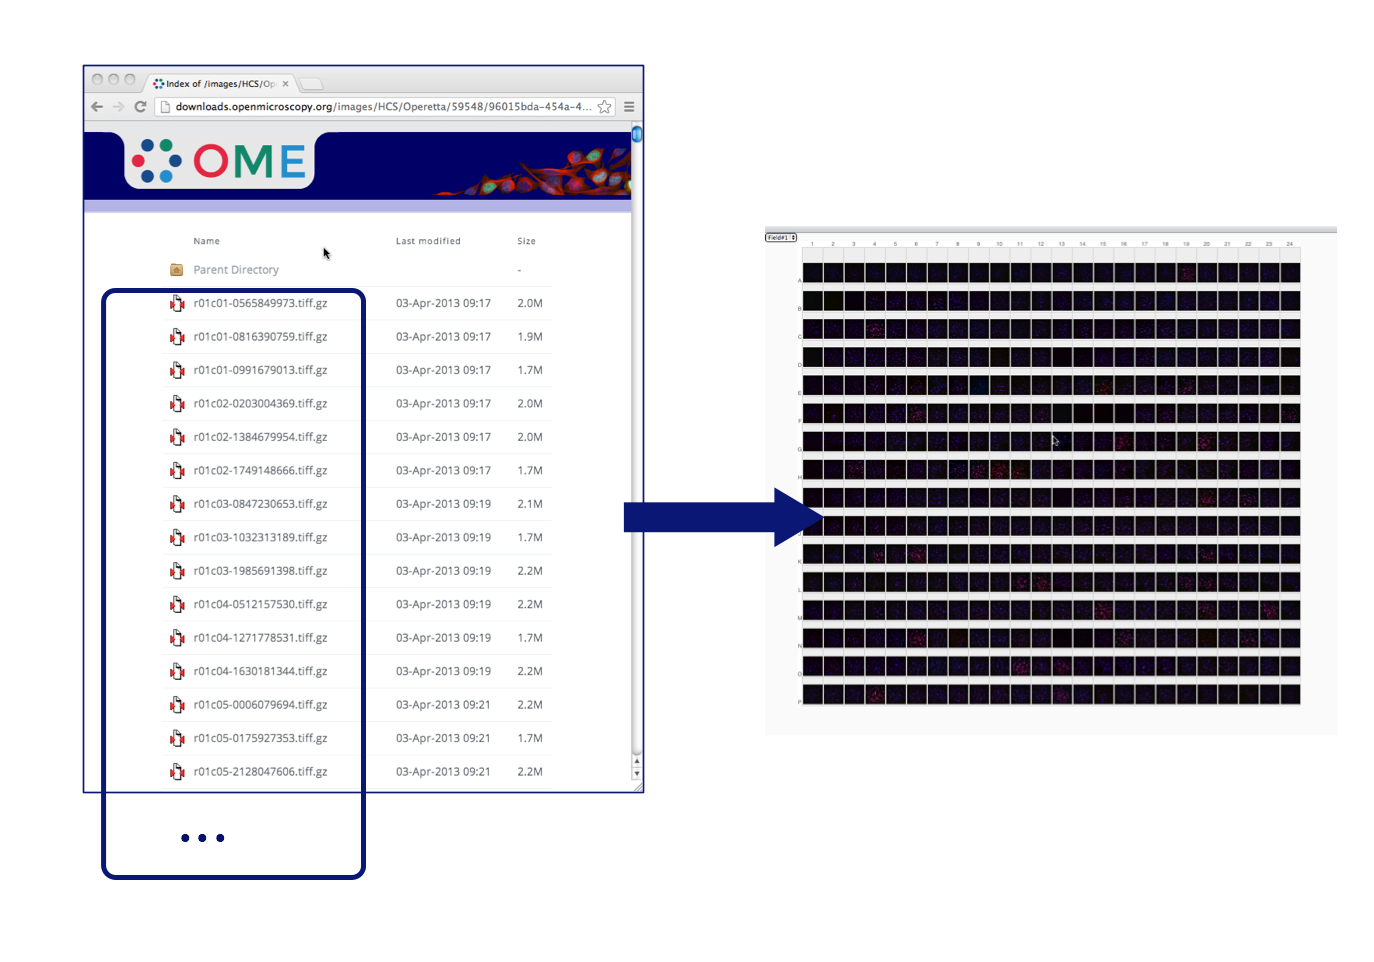 Index of /images/HCS/Op
downloads.openmicroscopy.org/images/HCS/Operetta/59548/96015bda-454a-4...
OME
Name Last modified Size
Parent Directory -
r01c01-0565849973.tiff.gz 03-Apr-2013 09:17 2.0M
r01c01-0816390759.tiff.gz 03-Apr-2013 09:17 1.9M
r01c01-0991679013.tiff.gz 03-Apr-2013 09:17 1.7M
r01c02-0203004369.tiff.gz 03-Apr-2013 09:17 2.0M
r01c02-1384679954.tiff.gz 03-Apr-2013 09:17 2.0M
r01c02-1749148666.tiff.gz 03-Apr-2013 09:17 1.7M
r01c03-0847230653.tiff.gz 03-Apr-2013 09:19 2.1M
r01c03-1032313189.tiff.gz 03-Apr-2013 09:19 1.7M
r01c03-1985691398.tiff.gz 03-Apr-2013 09:19 2.2M
r01c04-0512157530.tiff.gz 03-Apr-2013 09:19 2.2M
r01c04-1271778531.tiff.gz 03-Apr-2013 09:19 1.7M
r01c04-1630181344.tiff.gz 03-Apr-2013 09:19 2.2M
r01c05-0006079694.tiff.gz 03-Apr-2013 09:21 2.2M
r01c05-0175927353.tiff.gz 03-Apr-2013 09:21 1.7M
r01c05-2128047606.tiff.gz 03-Apr-2013 09:21 2.2M
...
Field#1
1 2 3 4 5 6 7 8 9 10 11 12 13 14 15 16 17 18 19 20 21 22 23 24
A
B
C
D
E
F
G
H
K
L
M
N
O
P